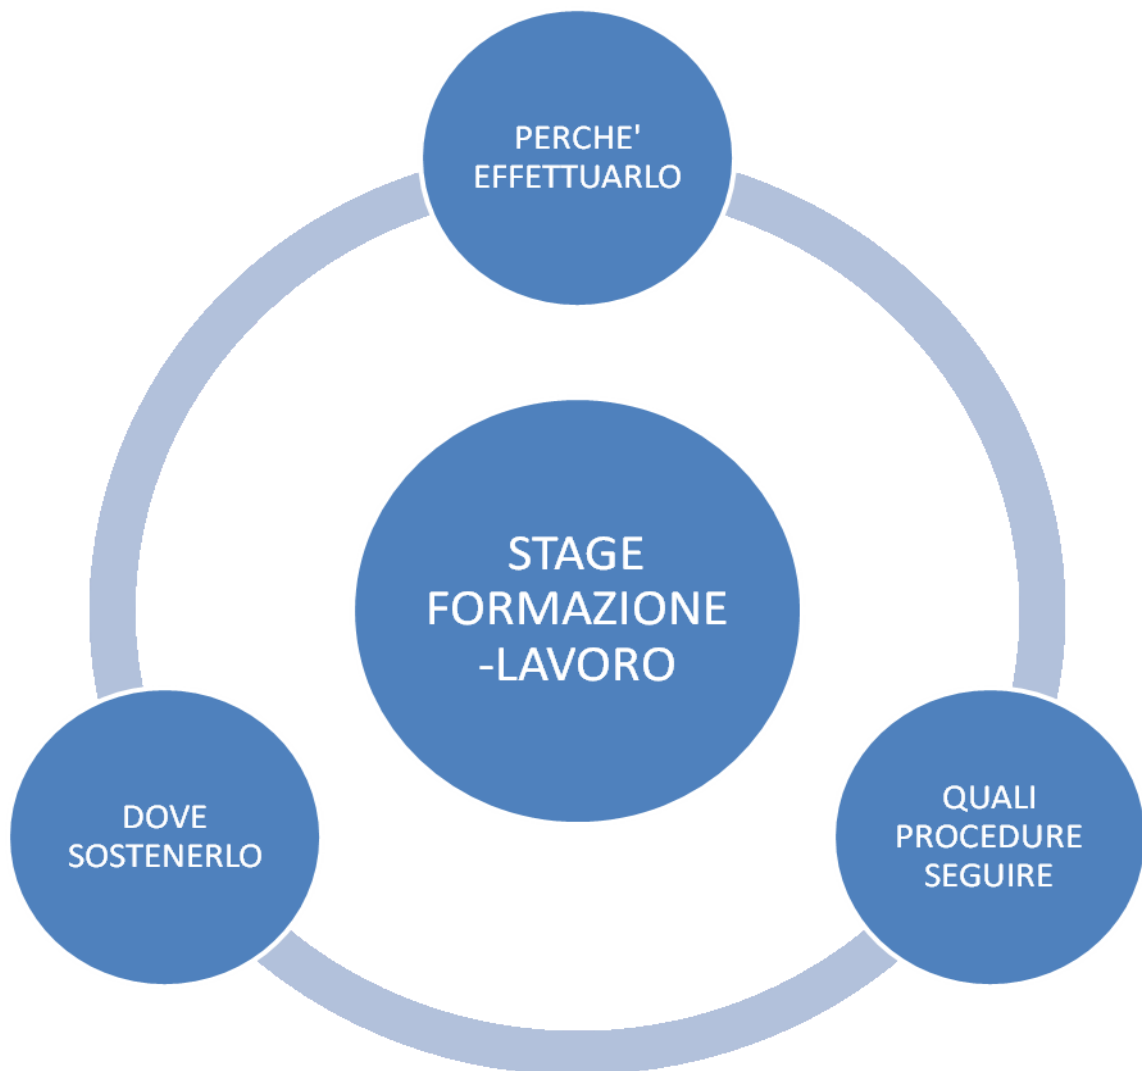 PERCHE'
EFFETTUARLO
STAGE
FORMAZIONE
-LAVORO
DOVE
SOSTENERLO
QUALI
PROCEDURE
SEGUIRE